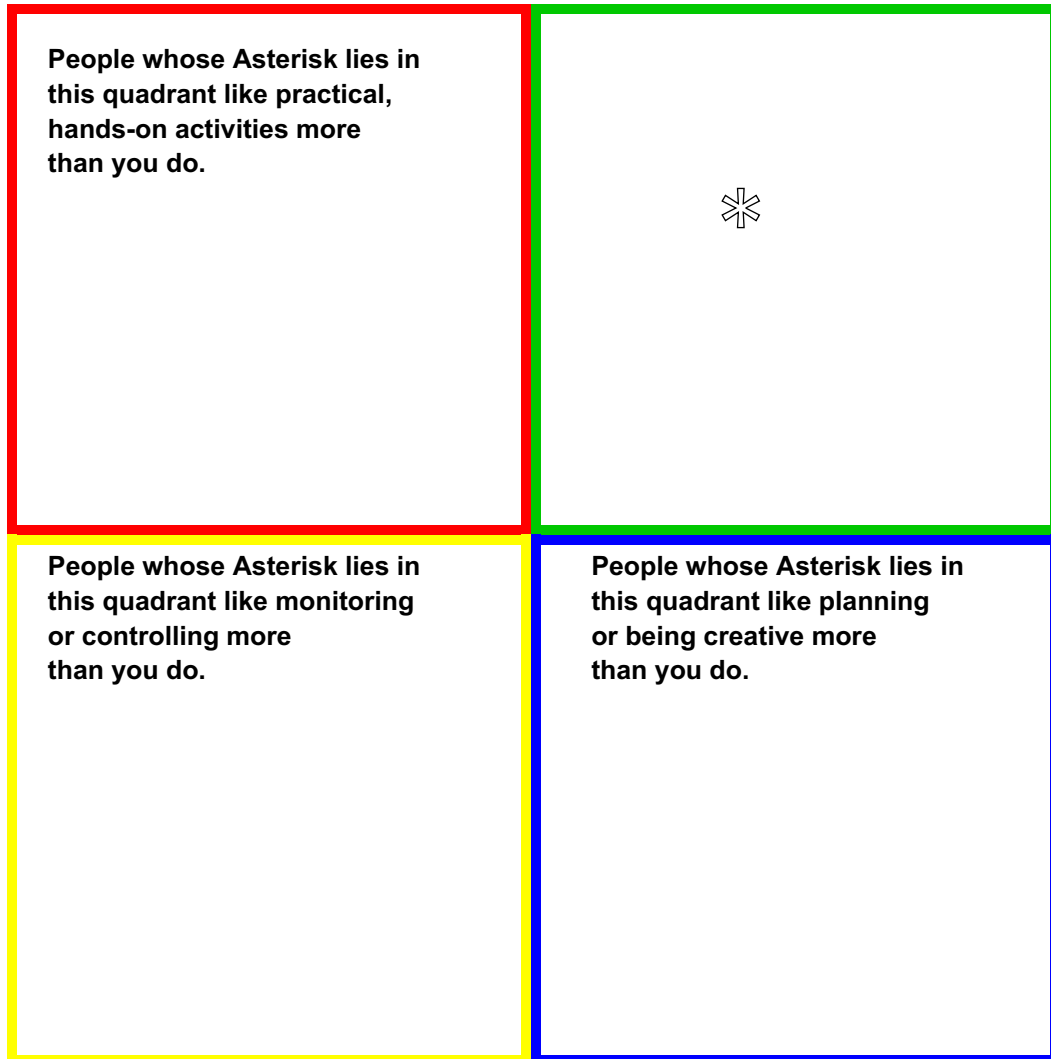 People whose Asterisk lies in
this quadrant like practical,
hands-on activities more
than you do.
*
People whose Asterisk lies in
this quadrant like monitoring
or controlling more
than you do.
People whose Asterisk lies in
this quadrant like planning
or being creative more
than you do.